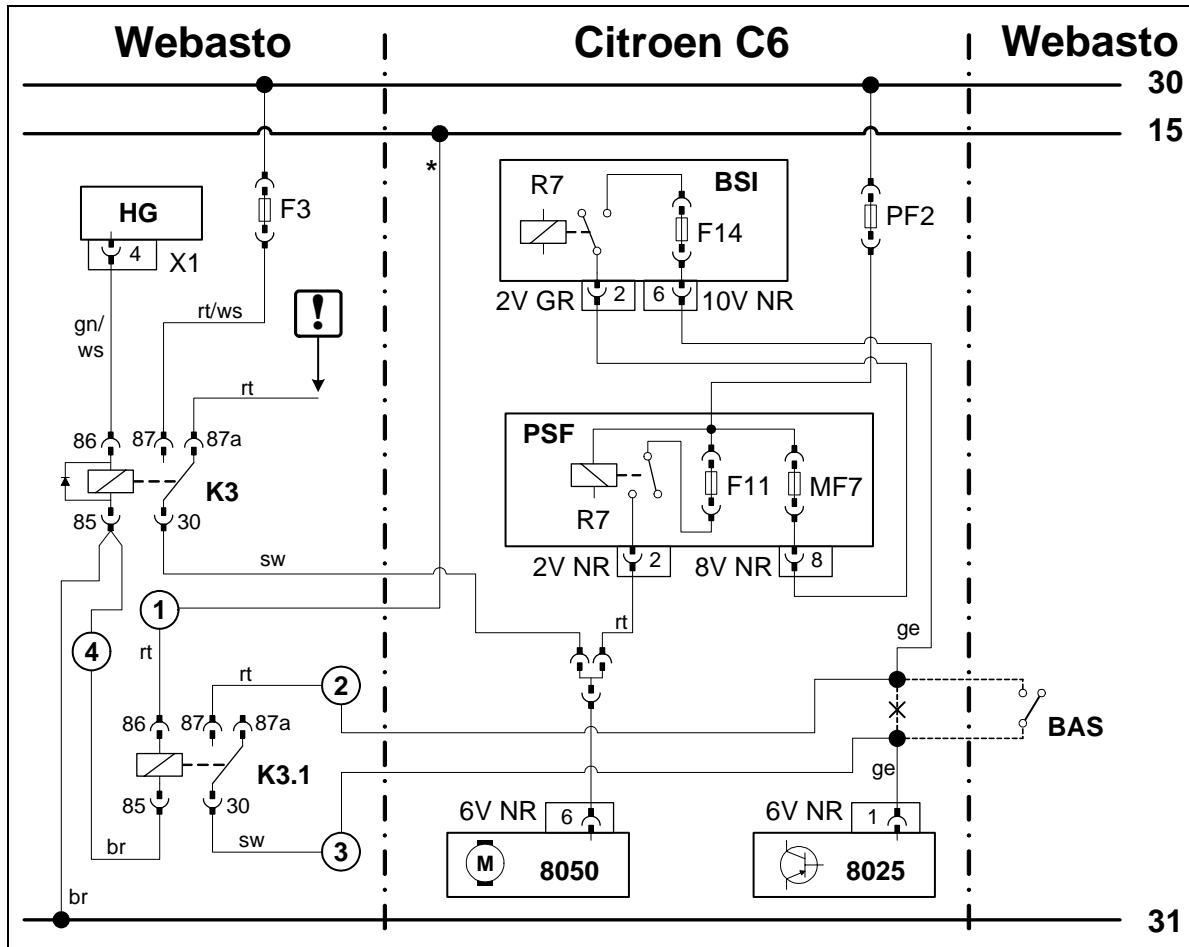 Webasto Citroen C6 Webasto
30
15
*
R7 BSI
HG F3 F14 PF2
4 X1
2V GR 2 6 10V NR
rt/ws !
gn/
ws
rt
86 87 87a PSF
K3 F11 MF7
85 30 R7
sw 2V NR 2 8V NR 8
1
4 rt rt ge
rt 2
86 87 87a BAS
K3.1 ge
85 30 6V NR 6 6V NR 1
br sw 3
M 8050 8025
br
31